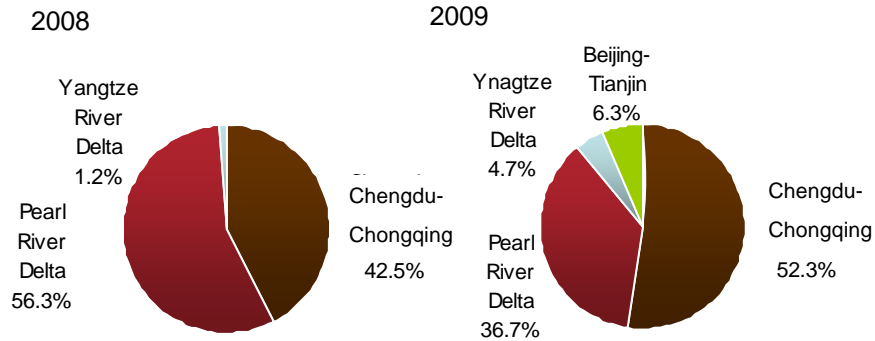 2008
Yangtze
River
Delta
1.2%
Pearl
River
Delta
56.3%
Chengdu-
Chongqing
42.5%
2009
Beijing-
Tianjin
6.3%
Ynagtze
River
Delta
4.7%
Pearl
River
Delta
36.7%
Chengdu-
Chongqing
52.3%